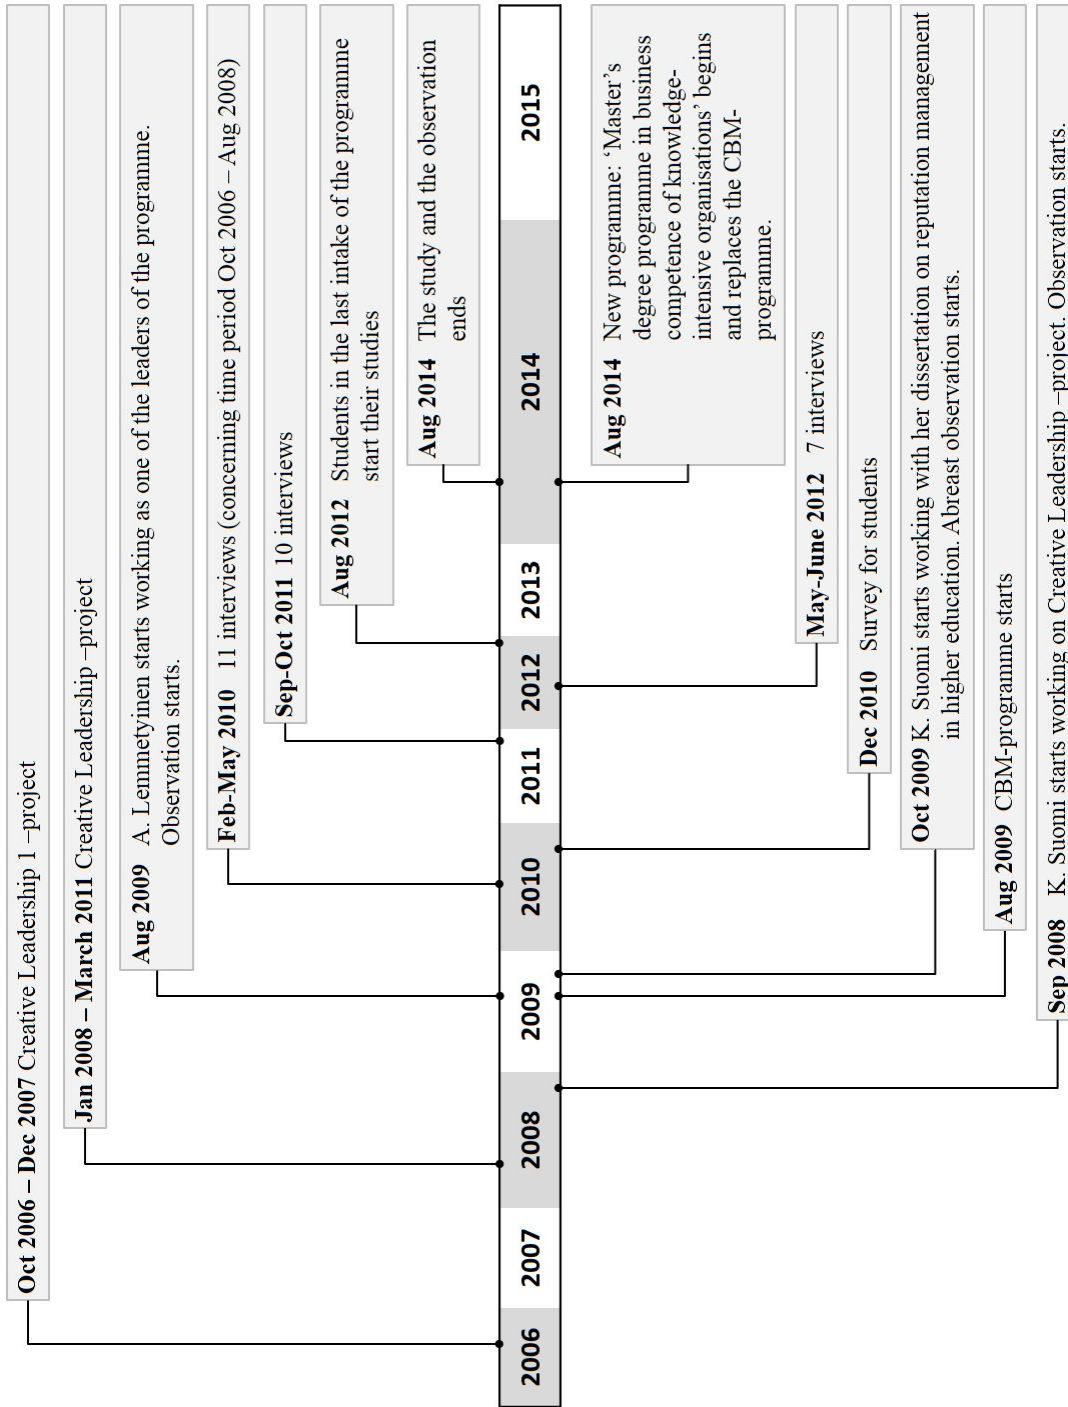 Oct 2006 – Dec 2007 Creative Leadership 1 –project
Jan 2008 – March 2011 Creative Leadership –project
Aug 2009 A. Lemmetyinen starts working as one of the leaders of the programme.
Observation starts.
Feb-May 2010 11 interviews (concerning time period Oct 2006 – Aug 2008)
Sep-Oct 2011 10 interviews
Aug 2012 Students in the last intake of the programme
start their studies
Aug 2014 The study and the observation
ends
2006 2007 2008 2009 2010 2011 2012 2013 2014 2015
Aug 2014 New programme: ‘Master’s
degree programme in business
competence of knowledge-
intensive organisations’ begins
and replaces the CBM-
programme.
May-June 2012 7 interviews
Dec 2010 Survey for students
Oct 2009 K. Suomi starts working with her dissertation on reputation management
in higher education. Abreast observation starts.
Aug 2009 CBM-programme starts
Sep 2008 K. Suomi starts working on Creative Leadership –project. Observation starts.